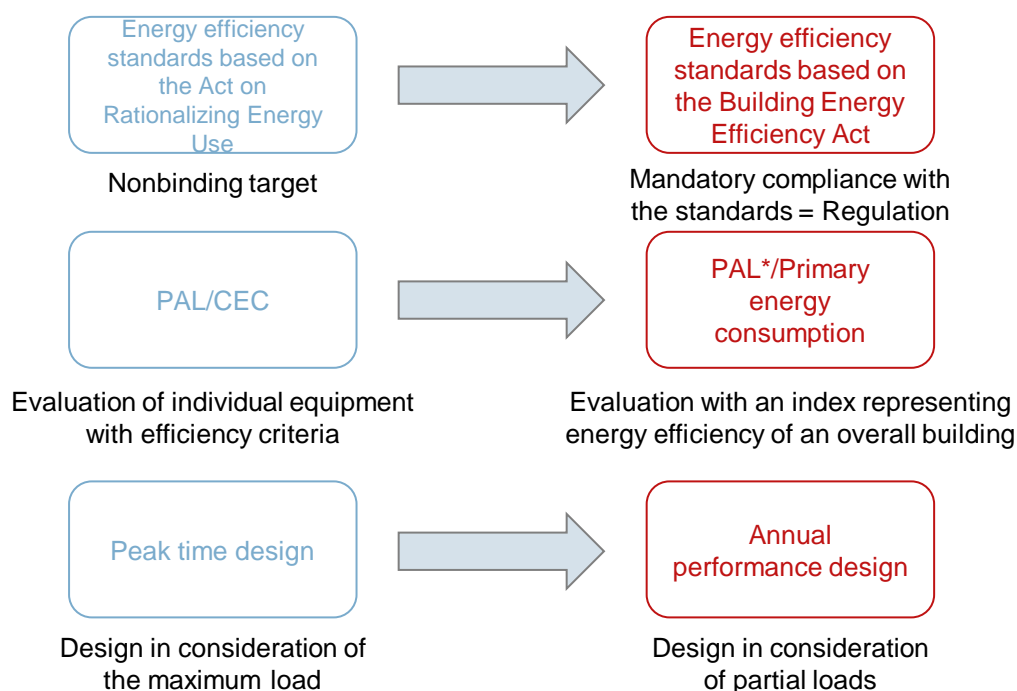 Energy efficiency
standards based on
the Act on
Rationalizing Energy
Use
Energy efficiency
standards based on
the Building Energy
Efficiency Act
Nonbinding target
Mandatory compliance with
the standards = Regulation
PAL/CEC
PAL*/Primary
energy
consumption
Evaluation of individual equipment
with efficiency criteria
Evaluation with an index representing
energy efficiency of an overall building
Peak time design
Annual
performance design
Design in consideration of
the maximum load
Design in consideration
of partial loads